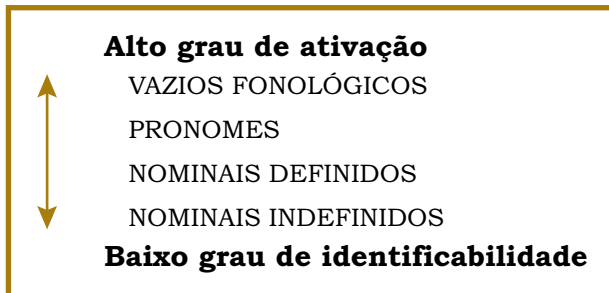 Alto grau de ativação
VAZIOS FONOLÓGICOS
PRONOMES
NOMINAIS DEFINIDOS
NOMINAIS INDEFINIDOS
Baixo grau de identificabilidade